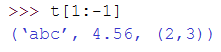 >>> t[1:-1]
(‘abc’, 4.56, (2,3))